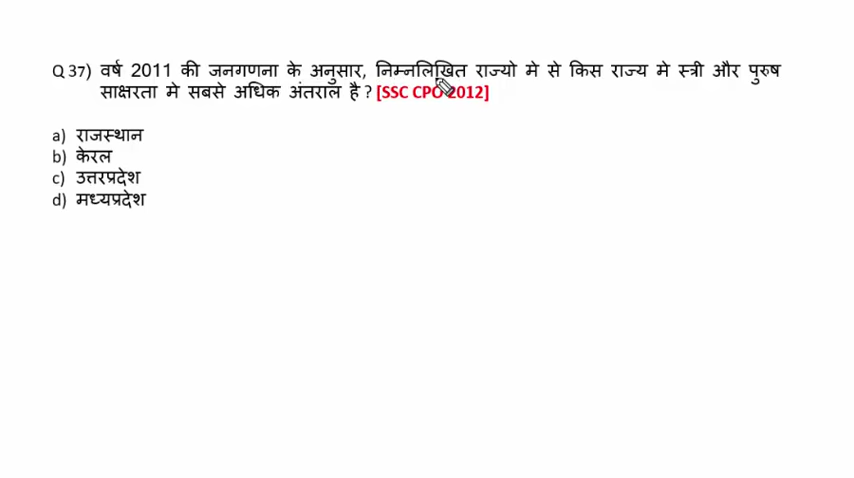 Q 37) वर्ष 2011 की जनगणना के अनुसार, निम्नलिखित राज्यो मे से किस राज्य मे स्त्री और पुरुष
साक्षरता मे सबसे अधिक अंतराल है ? [SSC CPO 2012]
a) राजस्थान
b) केरल
c) उत्तरप्रदेश
d) मध्यप्रदेश